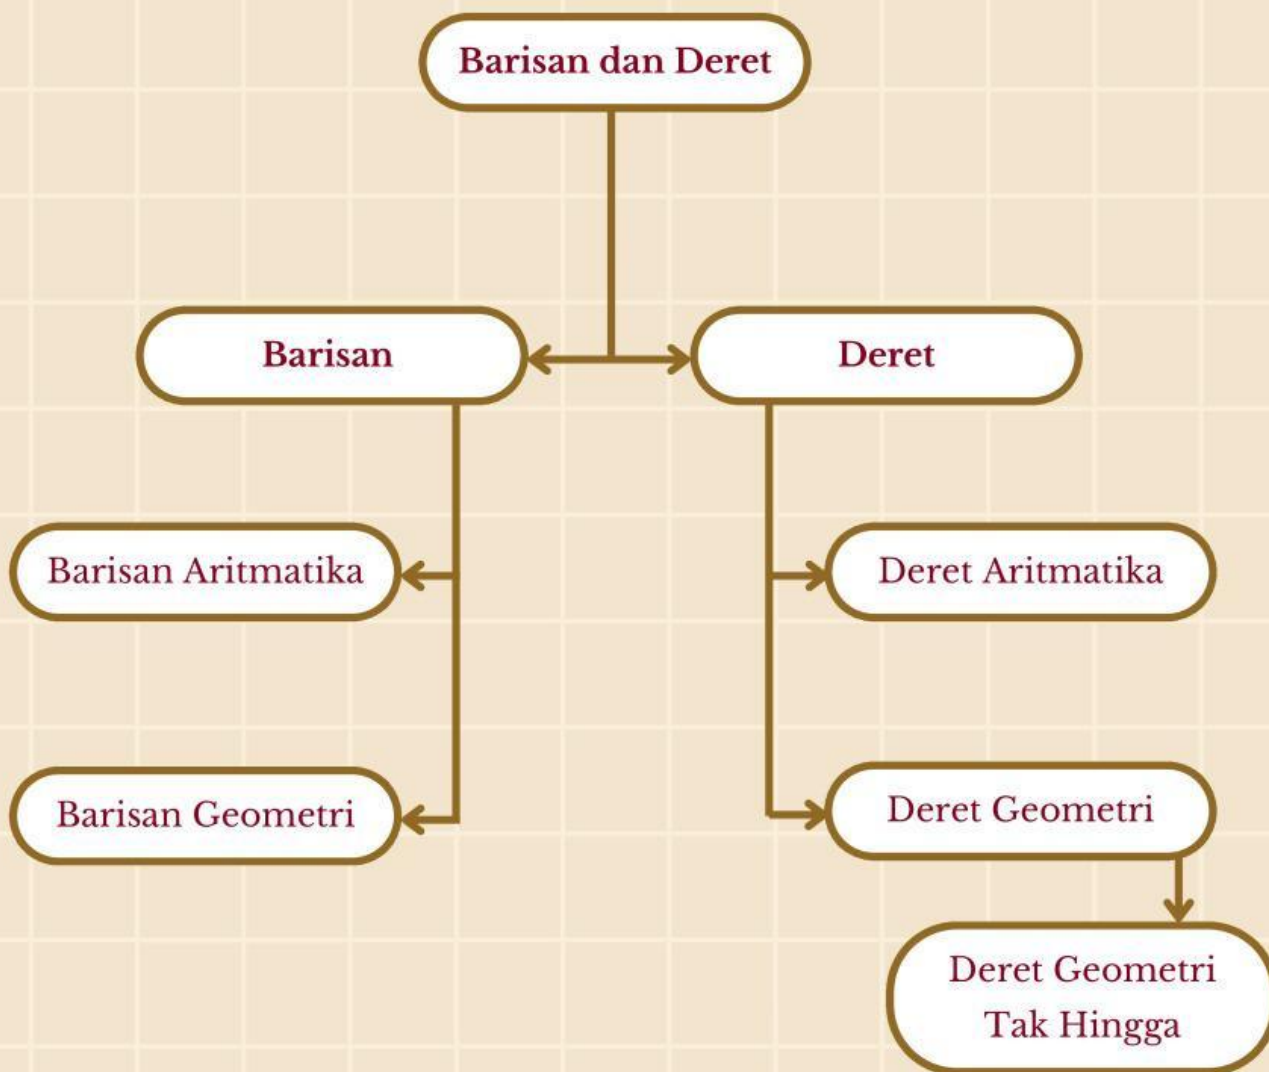 Barisan dan Deret
Barisan
Deret
Barisan Aritmatika
Deret Aritmatika
Barisan Geometri
Deret Geometri
Deret Geometri
Tak Hingga